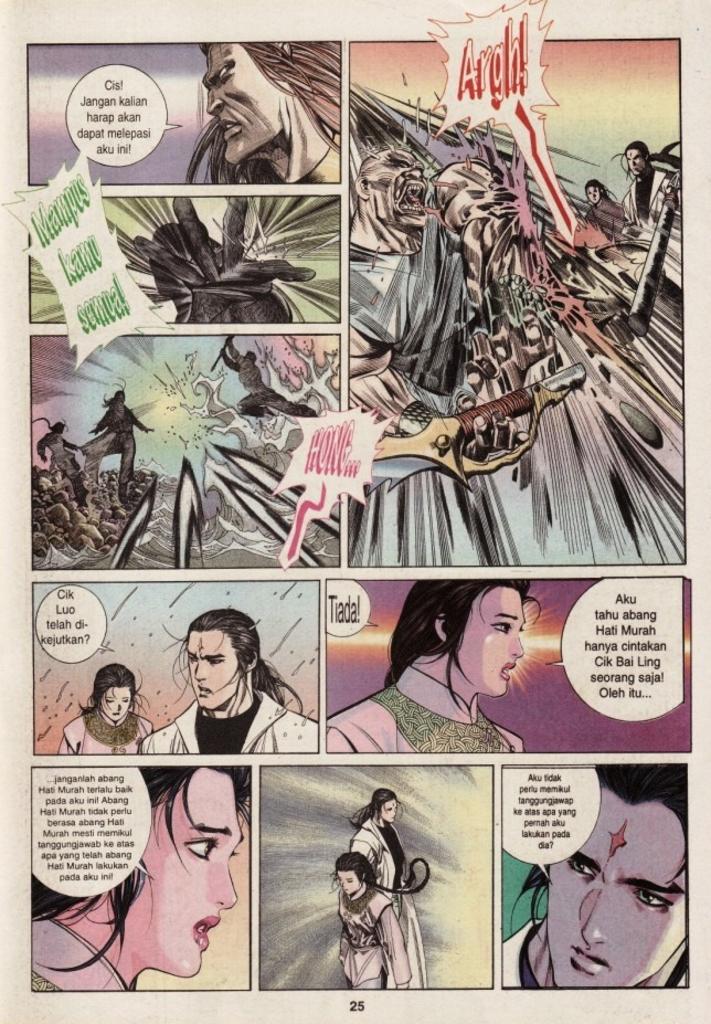 Cis!
Jangan kalian
harap akan
dapat melepasi
aku ini!
Argh!
Mampus
kamu
semua!
HONG...
Cik
Luo
telah di-
kejutkan?
Tiada!
Aku
tahu abang
Hati Murah
hanya cintakan
Cik Bai Ling
seorang saja!
Oleh itu...
...janganlah abang
Hati Murah terlalu baik
pada aku ini! Abang
Hati Murah tidak perlu
berasa abang Hati
Murah mesti memikul
tanggungjawab ke atas
apa yang telah abang
Hati Murah lakukan
pada aku ini!
Aku tidak
perlu memikul
tanggungjawap
ke atas apa yang
pernah aku
lakukan pada
dia?
25